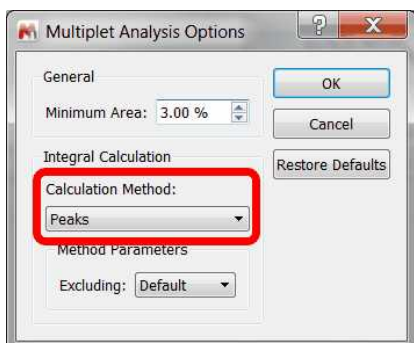 Multiplet Analysis Options
? X
General
Minimum Area: 3.00 %
OK
Cancel
Restore Defaults
Integral Calculation
Calculation Method:
Peaks
Method Parameters
Excluding: Default